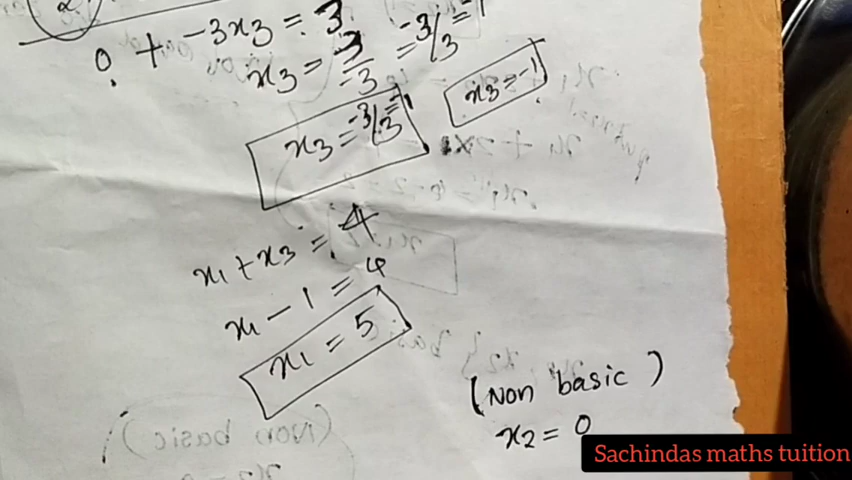 0 + -3x3 = 3
x3 = 3/-3 = -3/3 = -1
x3 = -3/3 = -1
x3 = -1
x1 + x3 = 4
x1 - 1 = 4
x1 = 5
(Non basic)
x2 = 0
Sachindas maths tuition